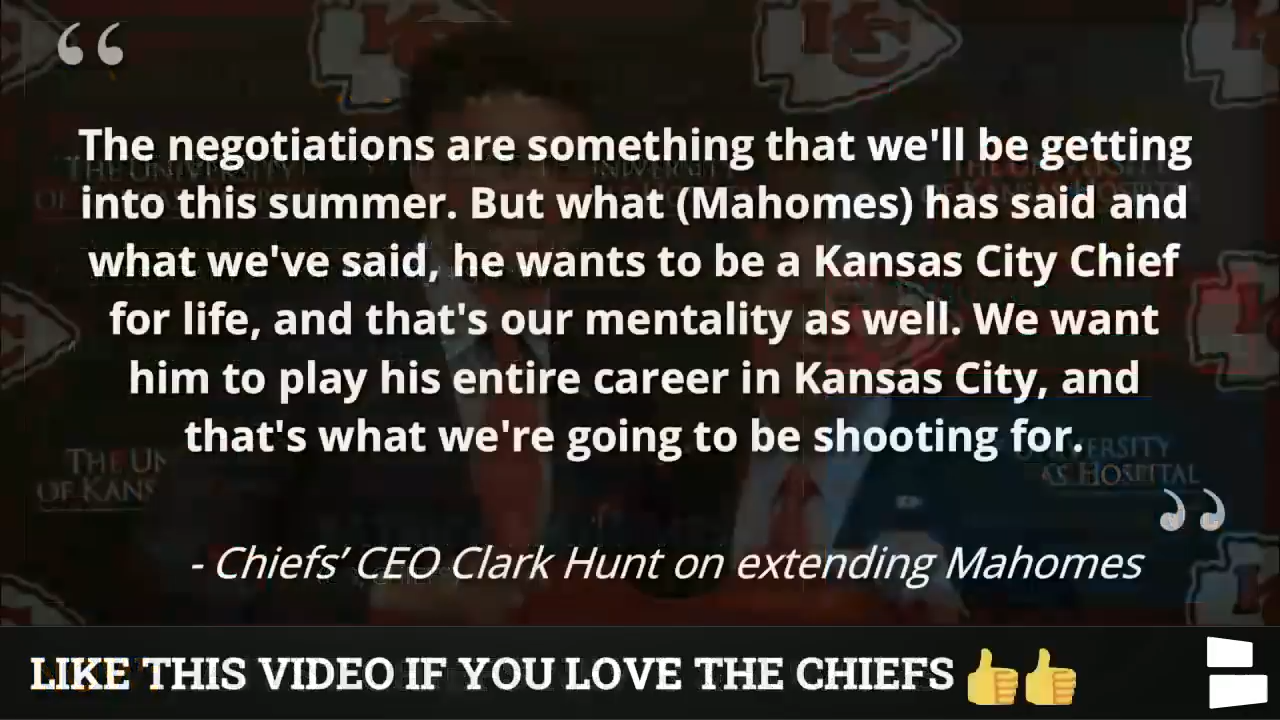 “
The negotiations are something that we'll be getting
into this summer. But what (Mahomes) has said and
what we've said, he wants to be a Kansas City Chief
for life, and that's our mentality as well. We want
him to play his entire career in Kansas City, and
that's what we're going to be shooting for.
”
- Chiefs’ CEO Clark Hunt on extending Mahomes
LIKE THIS VIDEO IF YOU LOVE THE CHIEFS 👍👍